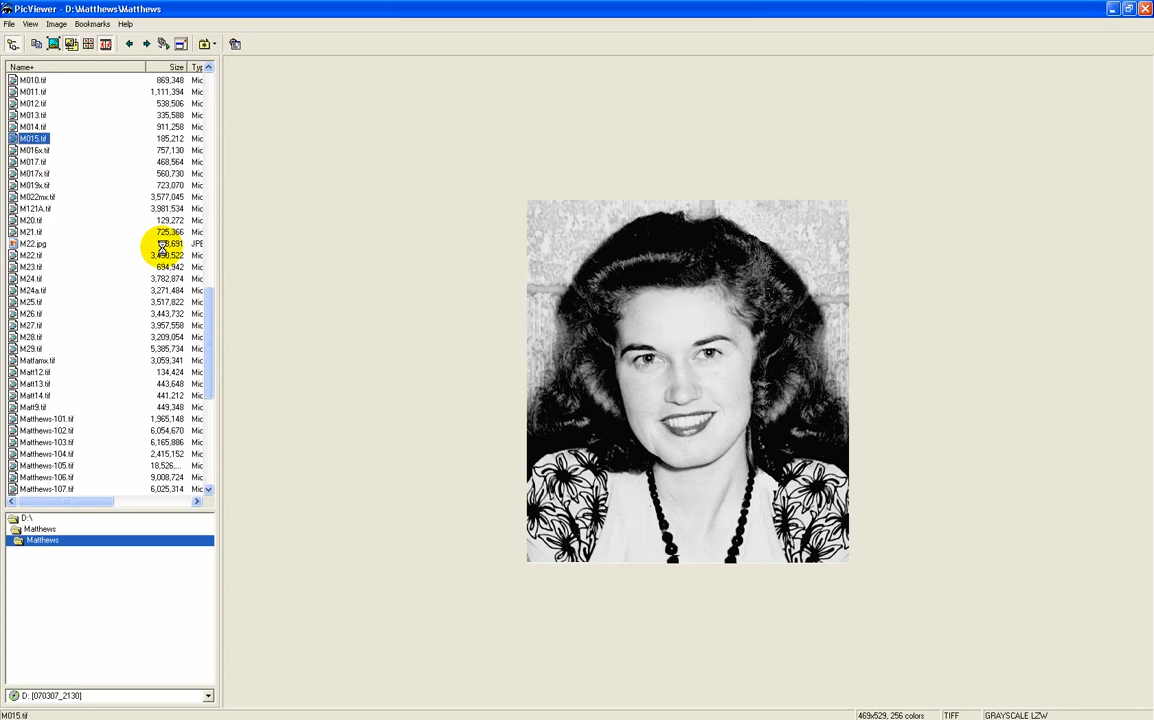 PicViewer - D:\Matthews\Matthews
File View Image Bookmarks Help
Name+ Size Typ
M010.tif 869,348 Mic
M011.tif 1,111,394 Mic
M012.tif 538,506 Mic
M013.tif 335,588 Mic
M014.tif 911,258 Mic
M015.tif 185,212 Mic
M016x.tif 757,130 Mic
M017.tif 468,564 Mic
M017x.tif 560,730 Mic
M019x.tif 723,070 Mic
M022mx.tif 3,577,045 Mic
M121A.tif 3,981,534 Mic
M20.tif 129,272 Mic
M21.tif 725,366 Mic
M22.jpg JPE
M22.tif Mic
M23.tif 694,942 Mic
M24.tif 3,782,874 Mic
M24a.tif 3,271,484 Mic
M25.tif 3,517,822 Mic
M26.tif 3,443,732 Mic
M27.tif 3,957,558 Mic
M28.tif 3,209,054 Mic
M29.tif 5,385,734 Mic
Matfamx.tif 3,059,341 Mic
Matt12.tif 134,424 Mic
Matt13.tif 443,648 Mic
Matt14.tif 441,212 Mic
Matt9.tif 449,348 Mic
Matthews-101.tif 1,965,148 Mic
Matthews-102.tif 6,054,670 Mic
Matthews-103.tif 6,165,886 Mic
Matthews-104.tif 2,415,152 Mic
Matthews-105.tif 18,526,... Mic
Matthews-106.tif 9,008,724 Mic
Matthews-107.tif 6,025,314 Mic
D:\
Matthews
Matthews
D: [070307_2130]
M015.tif 469x529, 256 colors TIFF GRAYSCALE LZW